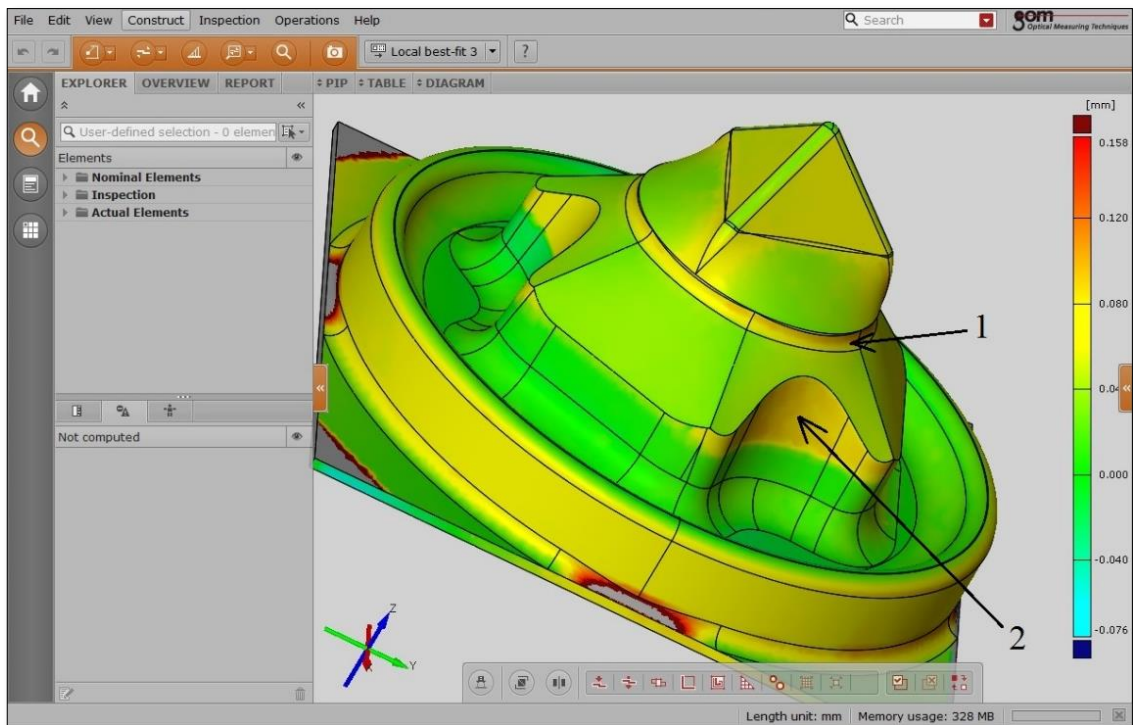 File Edit View Construct Inspection Operations Help
Search
gom
Optical Measuring Techniques
Local best-fit 3
?
EXPLORER OVERVIEW REPORT
PIP TABLE DIAGRAM
User-defined selection - 0 elemen
Elements
Nominal Elements
Inspection
Actual Elements
Not computed
[mm]
0.158
0.120
0.080
0.04
0.000
-0.040
-0.076
1
2
Z
Y
Length unit: mm Memory usage: 328 MB